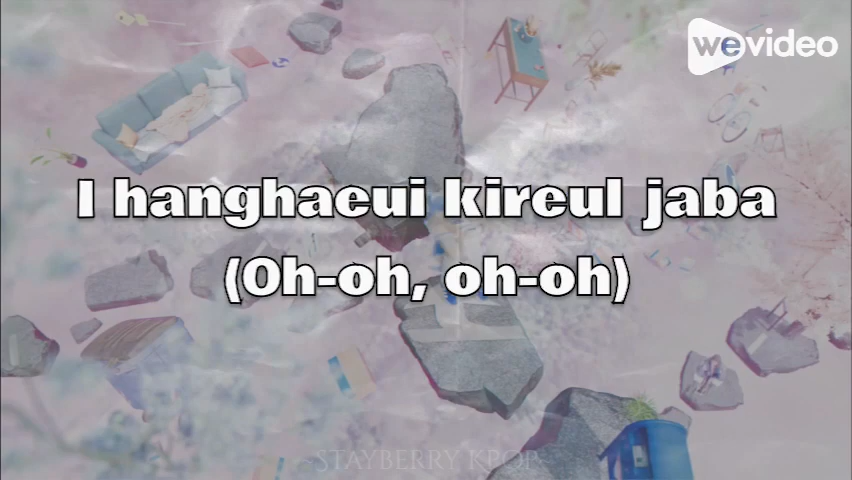 wevideo
I hanghaeui kireul jaba
(Oh-oh, oh-oh)
STAYBERRY KPOP